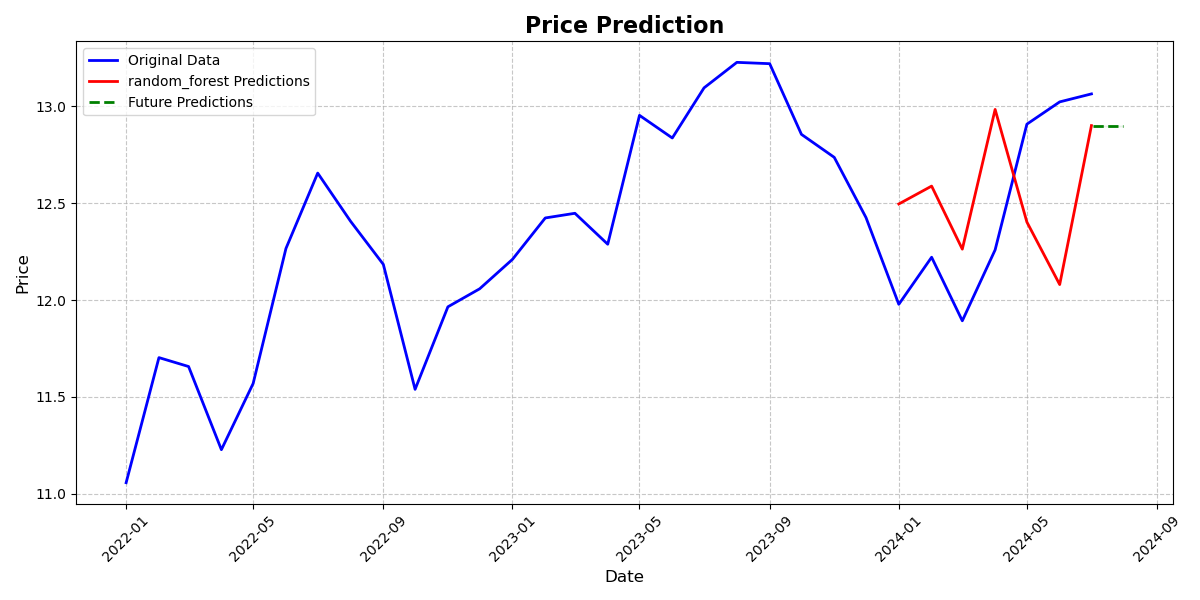 Price Prediction
Original Data
random_forest Predictions
Future Predictions
Price
13.0
12.5
12.0
11.5
11.0
2022-01
2022-05
2022-09
2023-01
2023-05
2023-09
2024-01
2024-05
2024-09
Date